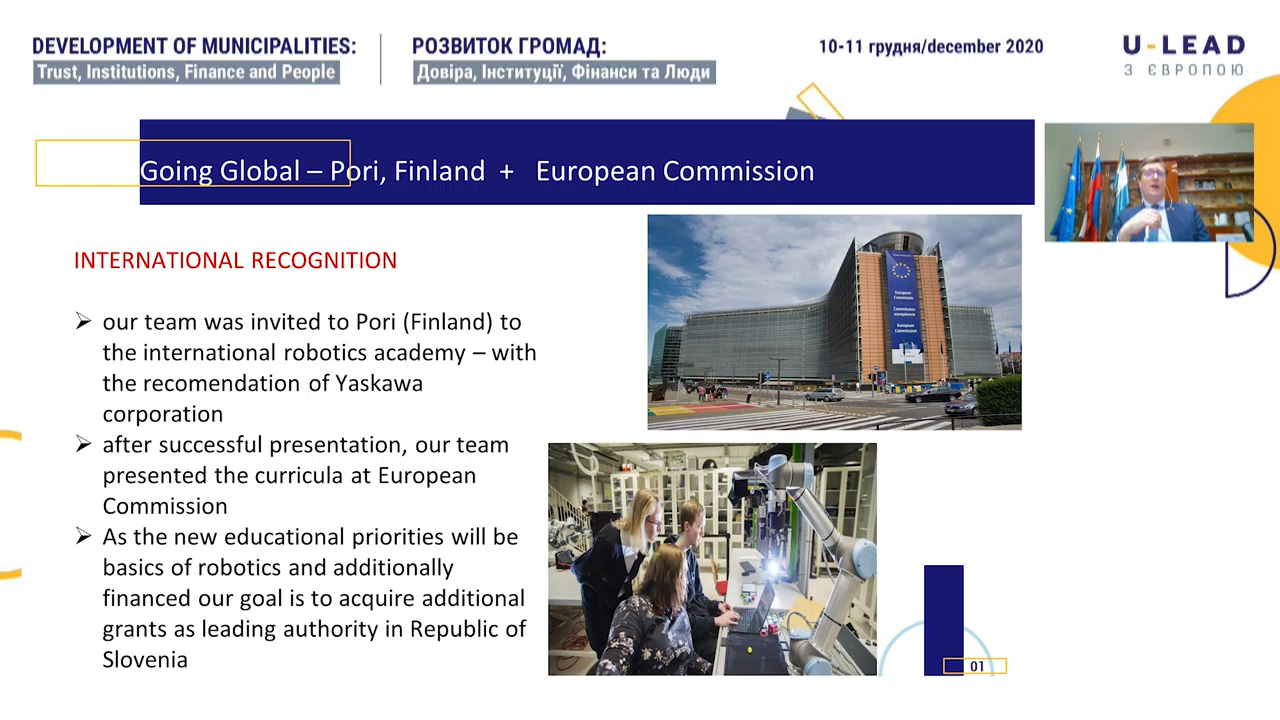 DEVELOPMENT OF MUNICIPALITIES:
Trust, Institutions, Finance and People
РОЗВИТОК ГРОМАД:
Довіра, Інституції, Фінанси та Люди
10-11 грудня/december 2020
U-LEAD
З ЄВРОПОЮ
Going Global – Pori, Finland + European Commission
INTERNATIONAL RECOGNITION
➢ our team was invited to Pori (Finland) to
the international robotics academy – with
the recomendation of Yaskawa
corporation
➢ after successful presentation, our team
presented the curricula at European
Commission
➢ As the new educational priorities will be
basics of robotics and additionally
financed our goal is to acquire additional
grants as leading authority in Republic of
Slovenia
01